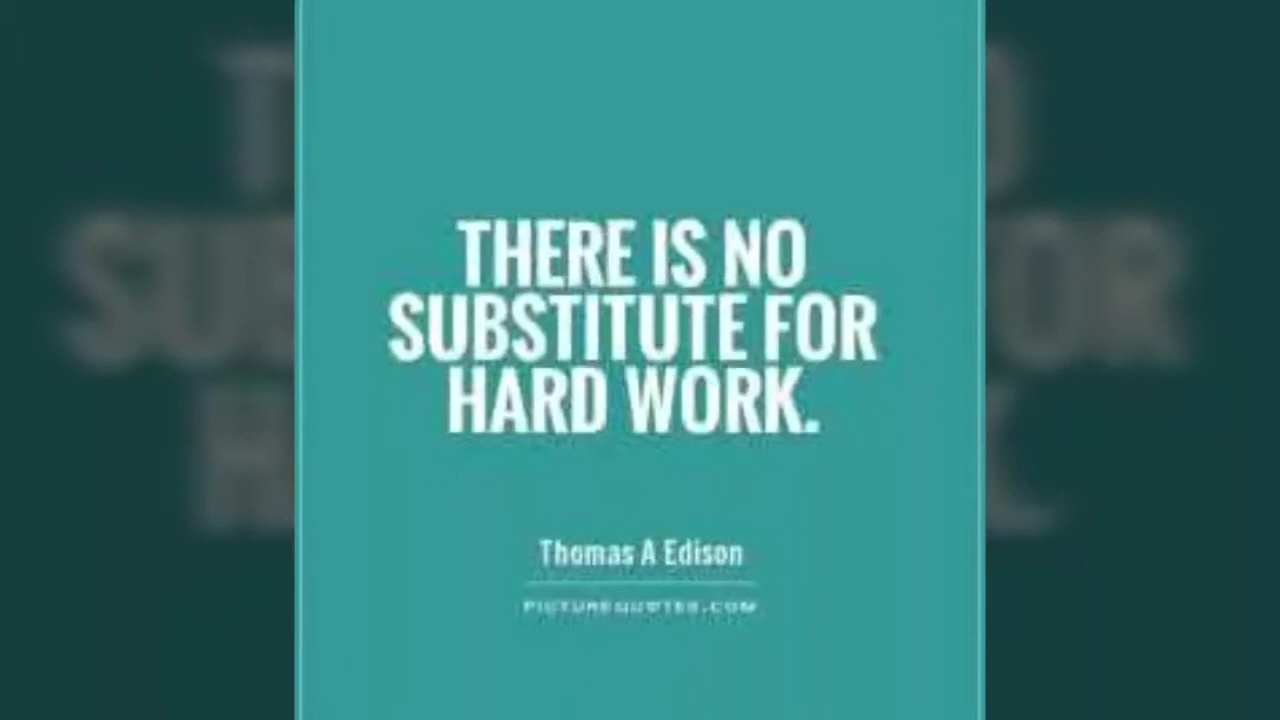 THERE IS NO
SUBSTITUTE FOR
HARD WORK.
Thomas A Edison
PICTUREQUOTES.COM